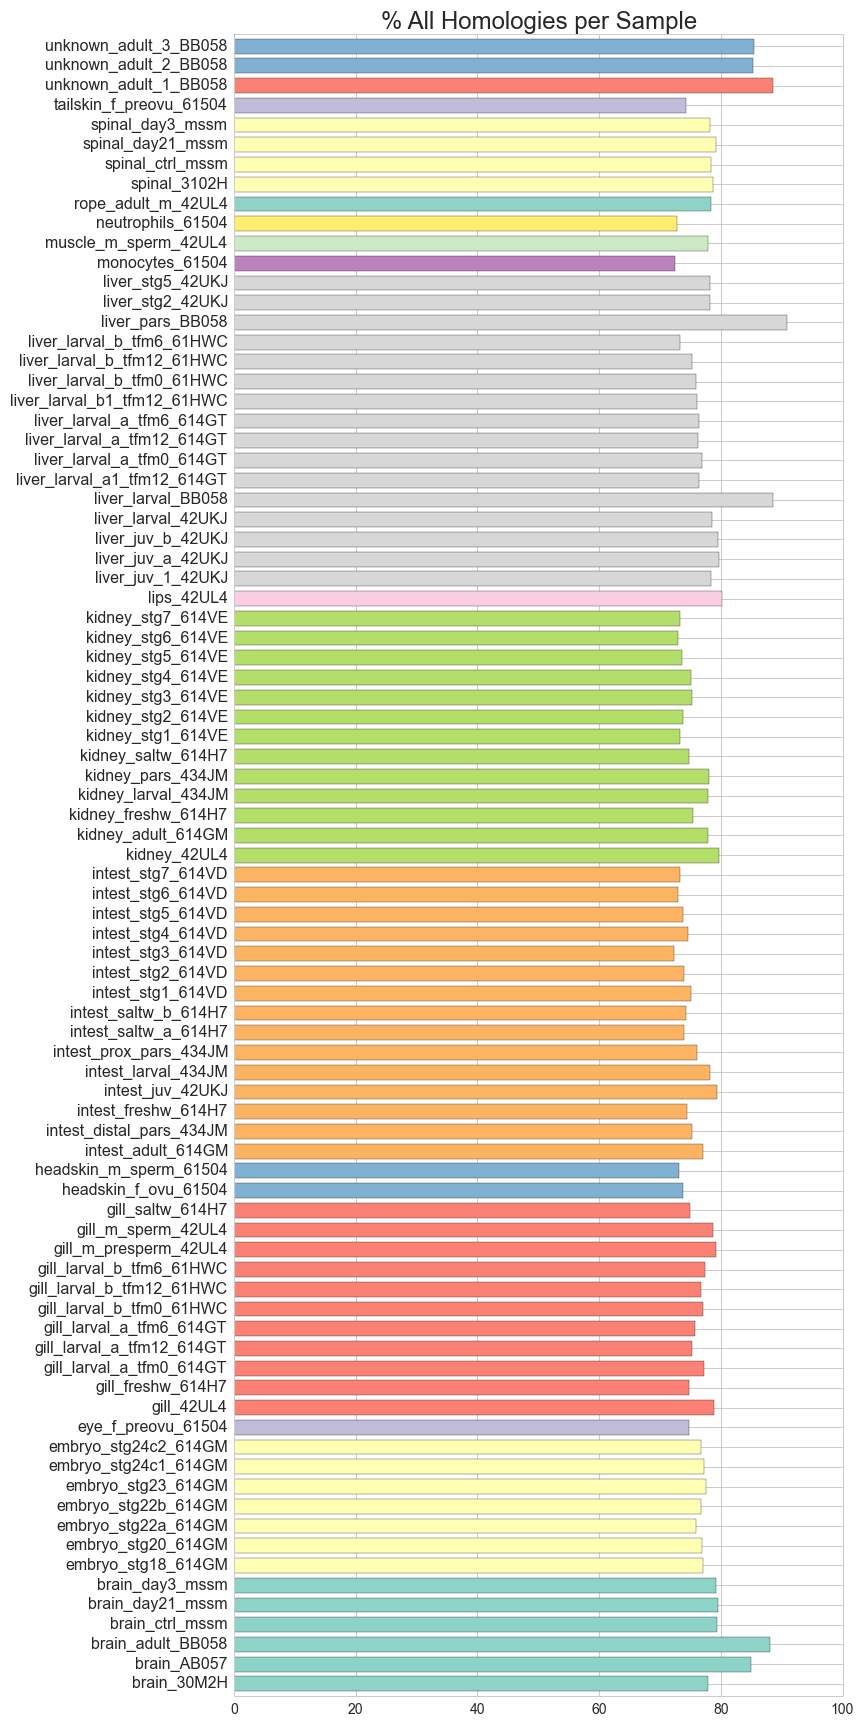 % All Homologies per Sample
unknown_adult_3_BB058
unknown_adult_2_BB058
unknown_adult_1_BB058
tailskin_f_preovu_61504
spinal_day3_mssm
spinal_day21_mssm
spinal_ctrl_mssm
spinal_3102H
rope_adult_m_42UL4
neutrophils_61504
muscle_m_sperm_42UL4
monocytes_61504
liver_stg5_42UKJ
liver_stg2_42UKJ
liver_pars_BB058
liver_larval_b_tfm6_61HWC
liver_larval_b_tfm12_61HWC
liver_larval_b_tfm0_61HWC
liver_larval_b1_tfm12_61HWC
liver_larval_a_tfm6_614GT
liver_larval_a_tfm12_614GT
liver_larval_a_tfm0_614GT
liver_larval_a1_tfm12_614GT
liver_larval_BB058
liver_larval_42UKJ
liver_juv_b_42UKJ
liver_juv_a_42UKJ
liver_juv_1_42UKJ
lips_42UL4
kidney_stg7_614VE
kidney_stg6_614VE
kidney_stg5_614VE
kidney_stg4_614VE
kidney_stg3_614VE
kidney_stg2_614VE
kidney_stg1_614VE
kidney_saltw_614H7
kidney_pars_434JM
kidney_larval_434JM
kidney_freshw_614H7
kidney_adult_614GM
kidney_42UL4
intest_stg7_614VD
intest_stg6_614VD
intest_stg5_614VD
intest_stg4_614VD
intest_stg3_614VD
intest_stg2_614VD
intest_stg1_614VD
intest_saltw_b_614H7
intest_saltw_a_614H7
intest_prox_pars_434JM
intest_larval_434JM
intest_juv_42UKJ
intest_freshw_614H7
intest_distal_pars_434JM
intest_adult_614GM
headskin_m_sperm_61504
headskin_f_ovu_61504
gill_saltw_614H7
gill_m_sperm_42UL4
gill_m_presperm_42UL4
gill_larval_b_tfm6_61HWC
gill_larval_b_tfm12_61HWC
gill_larval_b_tfm0_61HWC
gill_larval_a_tfm6_614GT
gill_larval_a_tfm12_614GT
gill_larval_a_tfm0_614GT
gill_freshw_614H7
gill_42UL4
eye_f_preovu_61504
embryo_stg24c2_614GM
embryo_stg24c1_614GM
embryo_stg23_614GM
embryo_stg22b_614GM
embryo_stg22a_614GM
embryo_stg20_614GM
embryo_stg18_614GM
brain_day3_mssm
brain_day21_mssm
brain_ctrl_mssm
brain_adult_BB058
brain_AB057
brain_30M2H
0 20 40 60 80 100